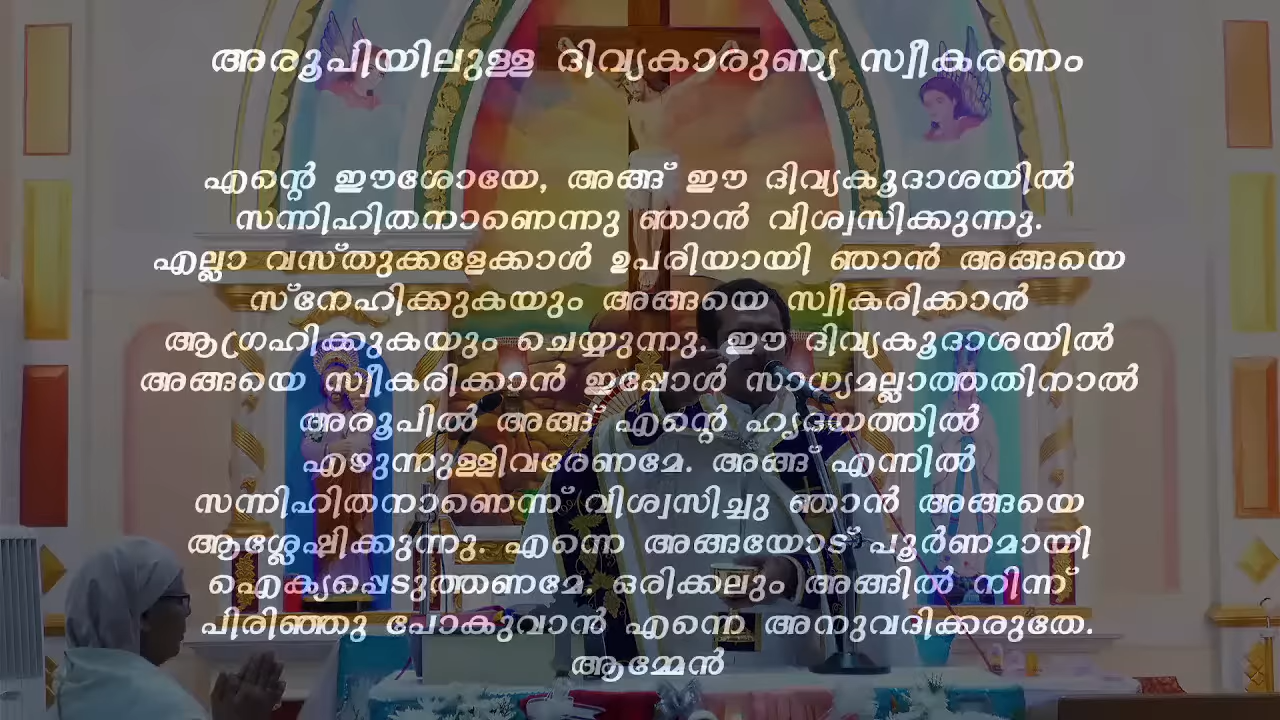 അരൂപിയിലുള്ള ദിവ്യകാരുണ്യ സ്വീകരണം
എന്റെ ഈശോയേ, അങ്ങ് ഈ ദിവ്യകൂദാശയിൽ
സന്നിഹിതനാണെന്നു ഞാൻ വിശ്വസിക്കുന്നു.
എല്ലാ വസ്തുക്കളേക്കാൾ ഉപരിയായി ഞാൻ അങ്ങയെ
സ്നേഹിക്കുകയും അങ്ങയെ സ്വീകരിക്കാൻ
ആഗ്രഹിക്കുകയും ചെയ്യുന്നു. ഈ ദിവ്യകൂദാശയിൽ
അങ്ങയെ സ്വീകരിക്കാൻ ഇപ്പോൾ സാധ്യമല്ലാത്തതിനാൽ
അരൂപിൽ അങ്ങ് എന്റെ ഹൃദയത്തിൽ
എഴുന്നുള്ളിവരേണമേ. അങ്ങ് എന്നിൽ
സന്നിഹിതനാണെന്ന് വിശ്വസിച്ചു ഞാൻ അങ്ങയെ
ആശ്ലേഷിക്കുന്നു. എന്നെ അങ്ങയോട് പൂർണമായി
ഐക്യപ്പെടുത്തണമേ. ഒരിക്കലും അങ്ങിൽ നിന്ന്
പിരിഞ്ഞു പോകുവാൻ എന്നെ അനുവദിക്കരുതേ.
ആമ്മേൻ